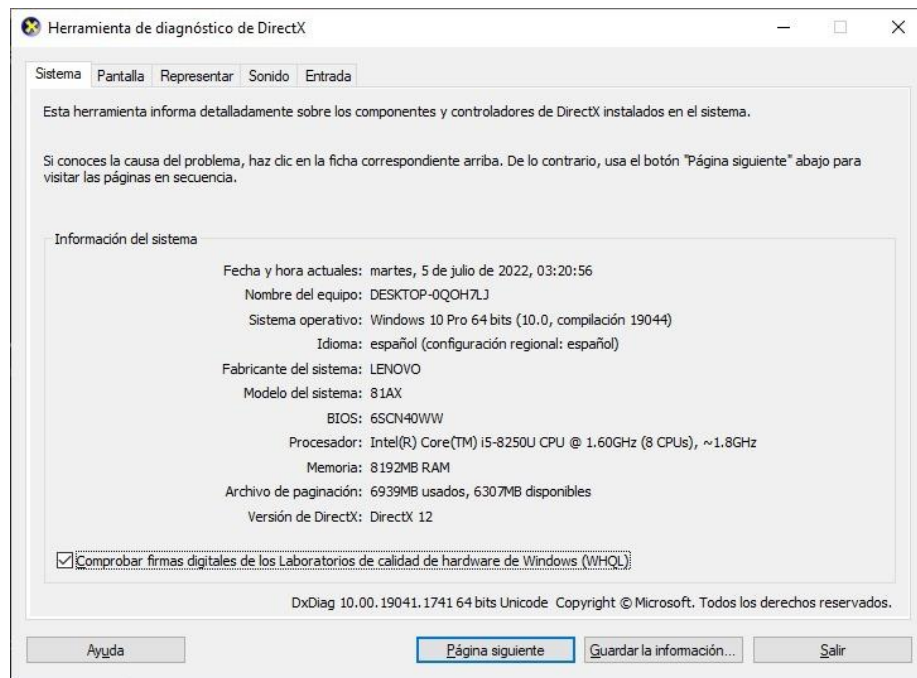 Herramienta de diagnóstico de DirectX
Sistema Pantalla Representar Sonido Entrada
Esta herramienta informa detalladamente sobre los componentes y controladores de DirectX instalados en el sistema.
Si conoces la causa del problema, haz clic en la ficha correspondiente arriba. De lo contrario, usa el botón "Página siguiente" abajo para
visitar las páginas en secuencia.
Información del sistema
Fecha y hora actuales: martes, 5 de julio de 2022, 03:20:56
Nombre del equipo: DESKTOP-0QOH7LJ
Sistema operativo: Windows 10 Pro 64 bits (10.0, compilación 19044)
Idioma: español (configuración regional: español)
Fabricante del sistema: LENOVO
Modelo del sistema: 81AX
BIOS: 6SCN40WW
Procesador: Intel(R) Core(TM) i5-8250U CPU @ 1.60GHz (8 CPUs), ~1.8GHz
Memoria: 8192MB RAM
Archivo de paginación: 6939MB usados, 6307MB disponibles
Versión de DirectX: DirectX 12
Comprobar firmas digitales de los Laboratorios de calidad de hardware de Windows (WHQL)
DxDiag 10.00.19041.1741 64 bits Unicode Copyright © Microsoft. Todos los derechos reservados.
Ayuda Página siguiente Guardar la información... Salir